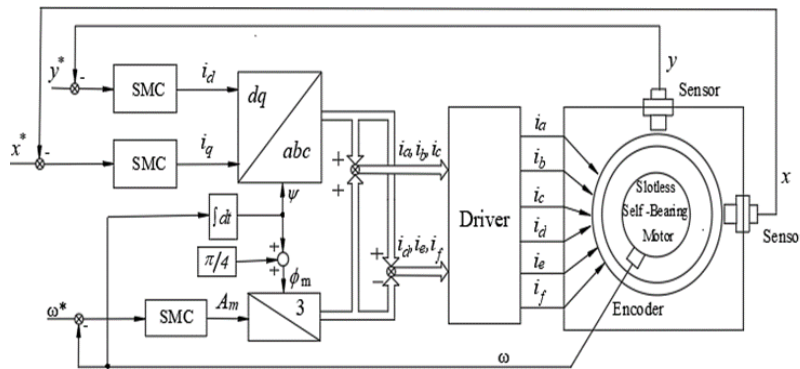 y*
-
SMC
i_d
dq
abc
y
Sensor
x*
-
SMC
i_q
ψ
∫dt
π/4
+
+
ϕ_m
+
+
i_a, i_b, i_c
+
-
i_d, i_e, i_f
Driver
i_a
i_b
i_c
i_d
i_e
i_f
Slotless
Self -Bearing
Motor
x
Senso
Encoder
ω*
-
SMC
A_m
3
ω